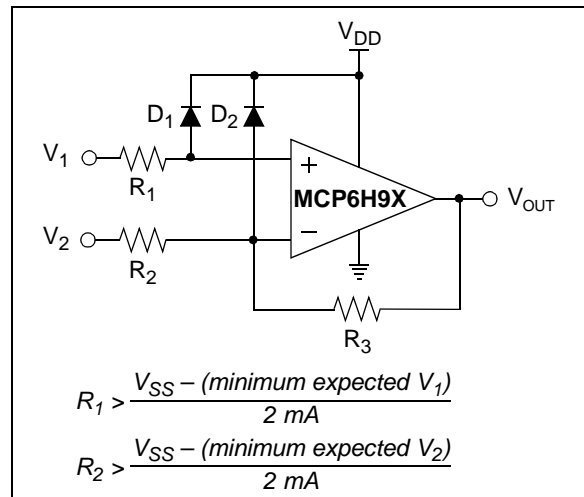 V_DD
D_1 D_2
V_1
R_1
+
MCP6H9X
V_OUT
V_2
R_2
–
R_3
R_1 > V_SS – (minimum expected V_1) / 2 mA
R_2 > V_SS – (minimum expected V_2) / 2 mA